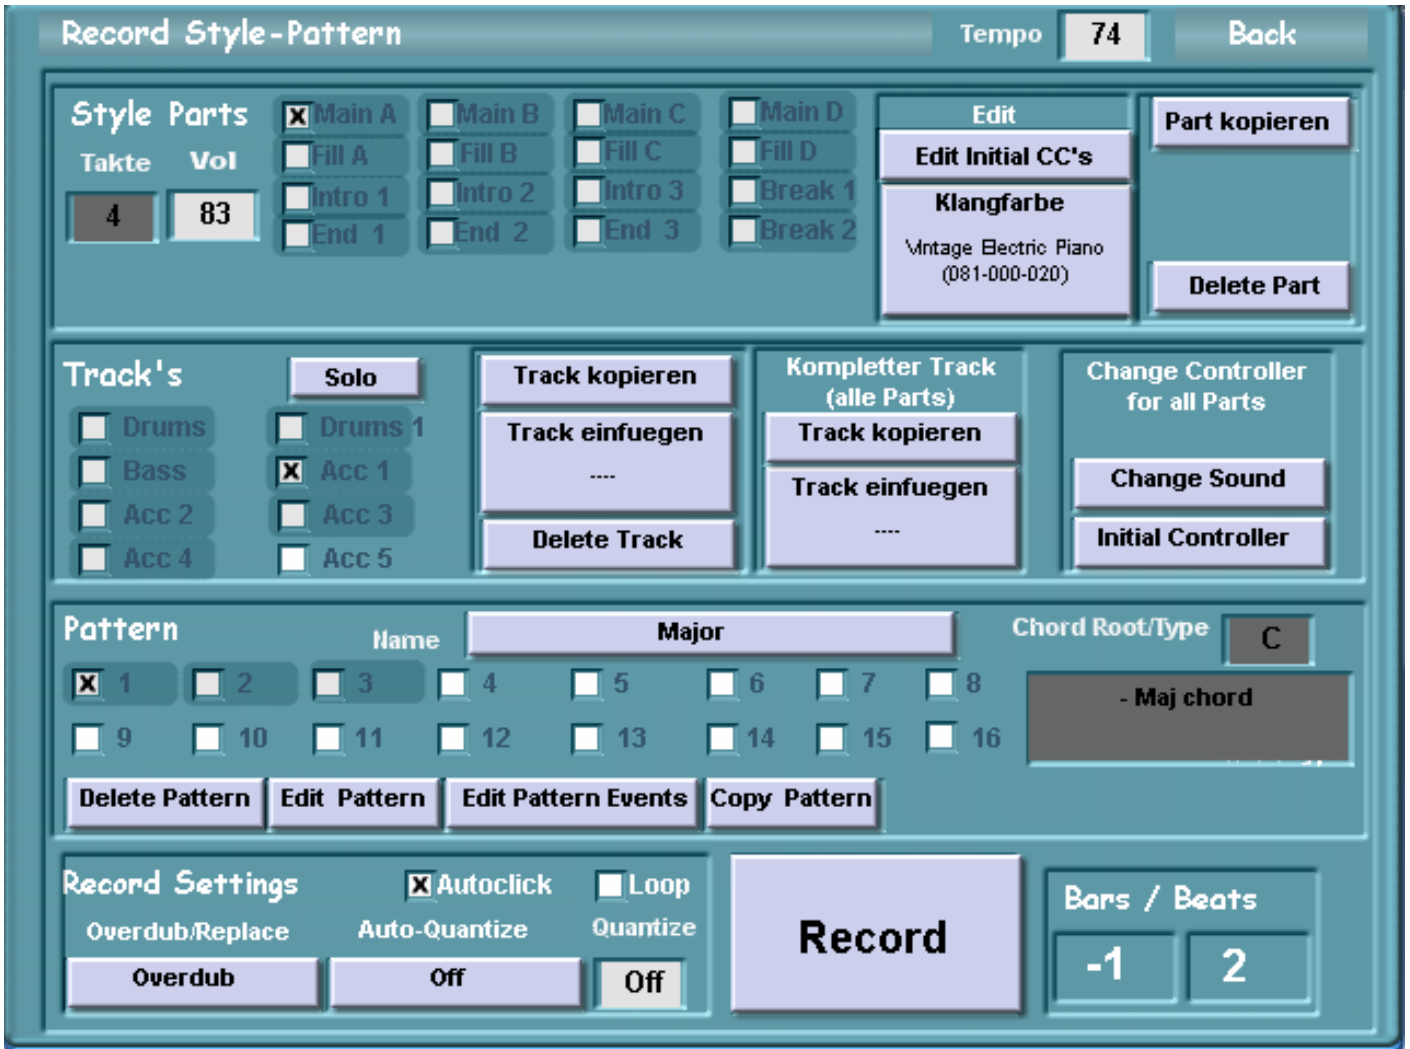 Record Style-Pattern
Tempo
74
Back
Style Parts
Takte
Vol
4
83
X Main A
Main B
Main C
Main D
Fill A
Fill B
Fill C
Fill D
Intro 1
Intro 2
Intro 3
Break 1
End 1
End 2
End 3
Break 2
Edit
Edit Initial CC's
Klangfarbe
Vintage Electric Piano
(081-000-020)
Part kopieren
Delete Part
Track's
Solo
Drums
Drums 1
Bass
X Acc 1
Acc 2
Acc 3
Acc 4
Acc 5
Track kopieren
Track einfuegen
----
Delete Track
Kompletter Track
(alle Parts)
Track kopieren
Track einfuegen
----
Change Controller
for all Parts
Change Sound
Initial Controller
Pattern
Name
Major
Chord Root/Type
C
- Maj chord
X 1
2
3
4
5
6
7
8
9
10
11
12
13
14
15
16
Delete Pattern
Edit Pattern
Edit Pattern Events
Copy Pattern
Record Settings
X Autoclick
Loop
Overdub/Replace
Auto-Quantize
Quantize
Overdub
Off
Off
Record
Bars / Beats
-1
2